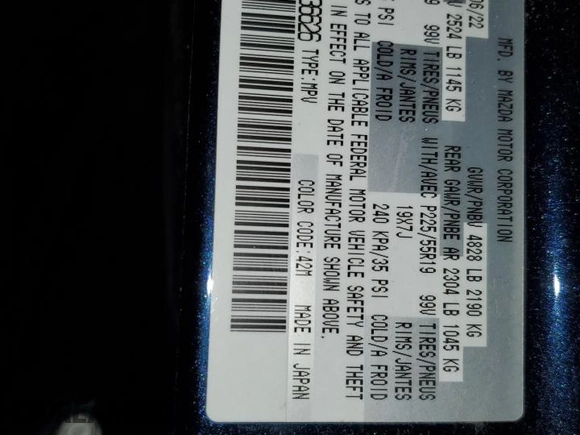 MFD. BY MAZDA MOTOR CORPORATION
06/22 GVWR/PNBV 4828 LB 2190 KG
2524 LB 1145 KG REAR GAWR/PNBE AR 2304 LB 1045 KG
99V TIRES/PNEUS WITH/AVEC P225/55R19 99V TIRES/PNEUS
RIMS/JANTES 19X7J RIMS/JANTES
PSI COLD/A FROID 240 KPA/35 PSI COLD/A FROID
TO ALL APPLICABLE FEDERAL MOTOR VEHICLE SAFETY AND THEFT
IN EFFECT ON THE DATE OF MANUFACTURE SHOWN ABOVE.
TYPE:MPV COLOR CODE:42M MADE IN JAPAN